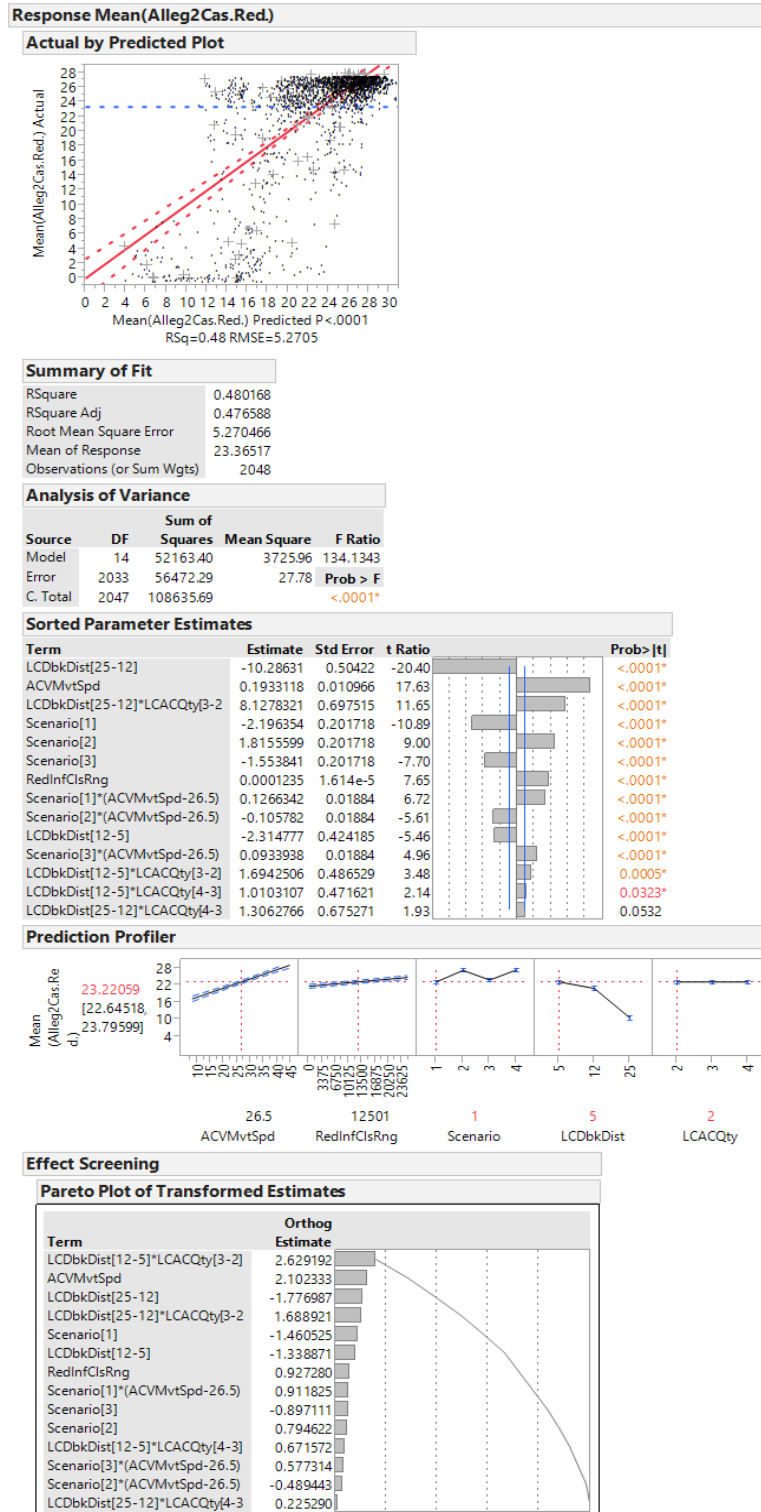 Response Mean(Alleg2Cas.Red.)
Actual by Predicted Plot
Mean(Alleg2Cas.Red.) Actual
28
26
24
22
20
18
16
14
12
10
8
6
4
2
0
0 2 4 6 8 10 12 14 16 18 20 22 24 26 28 30
Mean(Alleg2Cas.Red.) Predicted P<.0001
RSq=0.48 RMSE=5.2705
Summary of Fit
RSquare 0.480168
RSquare Adj 0.476588
Root Mean Square Error 5.270466
Mean of Response 23.36517
Observations (or Sum Wgts) 2048
Analysis of Variance
Sum of
Source DF Squares Mean Square F Ratio
Model 14 52163.40 3725.96 134.1343
Error 2033 56472.29 27.78 Prob > F
C. Total 2047 108635.69 <.0001*
Sorted Parameter Estimates
Term Estimate Std Error t Ratio Prob>|t|
LCDbkDist[25-12] -10.28631 0.50422 -20.40 <.0001*
ACVMvtSpd 0.1933118 0.010966 17.63 <.0001*
LCDbkDist[25-12]*LCACQty[3-2 8.1278321 0.697515 11.65 <.0001*
Scenario[1] -2.196354 0.201718 -10.89 <.0001*
Scenario[2] 1.8155599 0.201718 9.00 <.0001*
Scenario[3] -1.553841 0.201718 -7.70 <.0001*
RedInfClsRng 0.0001235 1.614e-5 7.65 <.0001*
Scenario[1]*(ACVMvtSpd-26.5) 0.1266342 0.01884 6.72 <.0001*
Scenario[2]*(ACVMvtSpd-26.5) -0.105782 0.01884 -5.61 <.0001*
LCDbkDist[12-5] -2.314777 0.424185 -5.46 <.0001*
Scenario[3]*(ACVMvtSpd-26.5) 0.0933938 0.01884 4.96 <.0001*
LCDbkDist[12-5]*LCACQty[3-2] 1.6942506 0.486529 3.48 0.0005*
LCDbkDist[12-5]*LCACQty[4-3] 1.0103107 0.471621 2.14 0.0323*
LCDbkDist[25-12]*LCACQty[4-3 1.3062766 0.675271 1.93 0.0532
Prediction Profiler
Mean
(Alleg2Cas.Re
d.)
23.22059
[22.64518,
23.79599]
28
22
16
10
4
10 15 20 25 30 35 40 45
0 3375 6750 10125 13500 16875 20250 23625
1 2 3 4
5 12 25
2 3 4
26.5 12501 1 5 2
ACVMvtSpd RedInfClsRng Scenario LCDbkDist LCACQty
Effect Screening
Pareto Plot of Transformed Estimates
Orthog
Term Estimate
LCDbkDist[12-5]*LCACQty[3-2] 2.629192
ACVMvtSpd 2.102333
LCDbkDist[25-12] -1.776987
LCDbkDist[25-12]*LCACQty[3-2 1.688921
Scenario[1] -1.460525
LCDbkDist[12-5] -1.338871
RedInfClsRng 0.927280
Scenario[1]*(ACVMvtSpd-26.5) 0.911825
Scenario[3] -0.897111
Scenario[2] 0.794622
LCDbkDist[12-5]*LCACQty[4-3] 0.671572
Scenario[3]*(ACVMvtSpd-26.5) 0.577314
Scenario[2]*(ACVMvtSpd-26.5) -0.489443
LCDbkDist[25-12]*LCACQty[4-3 0.225290